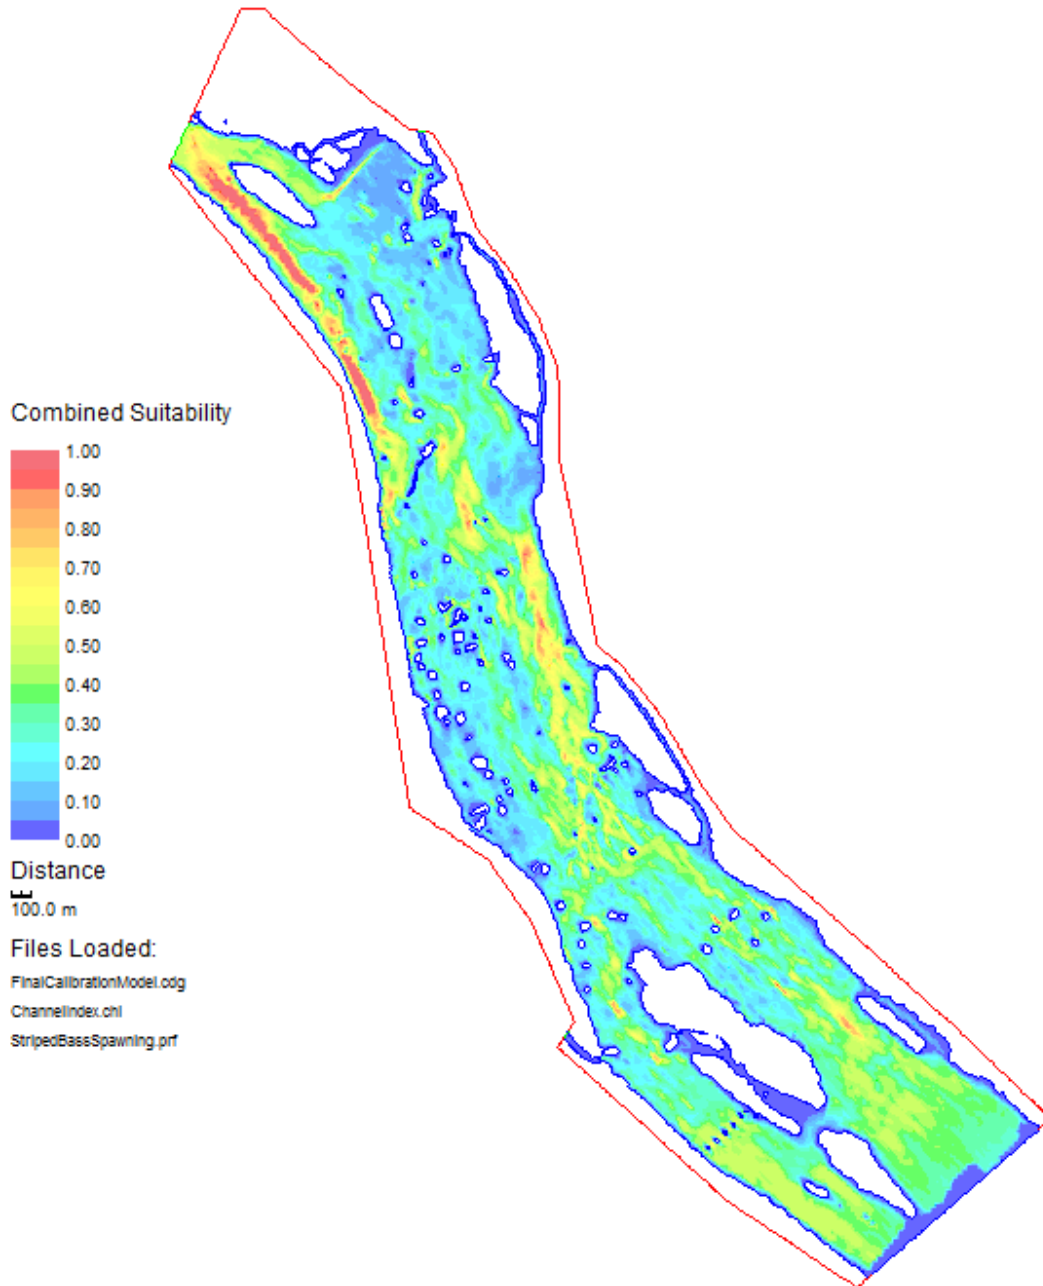 Combined Suitability
1.00
0.90
0.80
0.70
0.60
0.50
0.40
0.30
0.20
0.10
0.00
Distance
100.0 m
Files Loaded:
FinalCalibrationModel.cdg
ChannelIndex.chi
StripedBassSpawning.prf